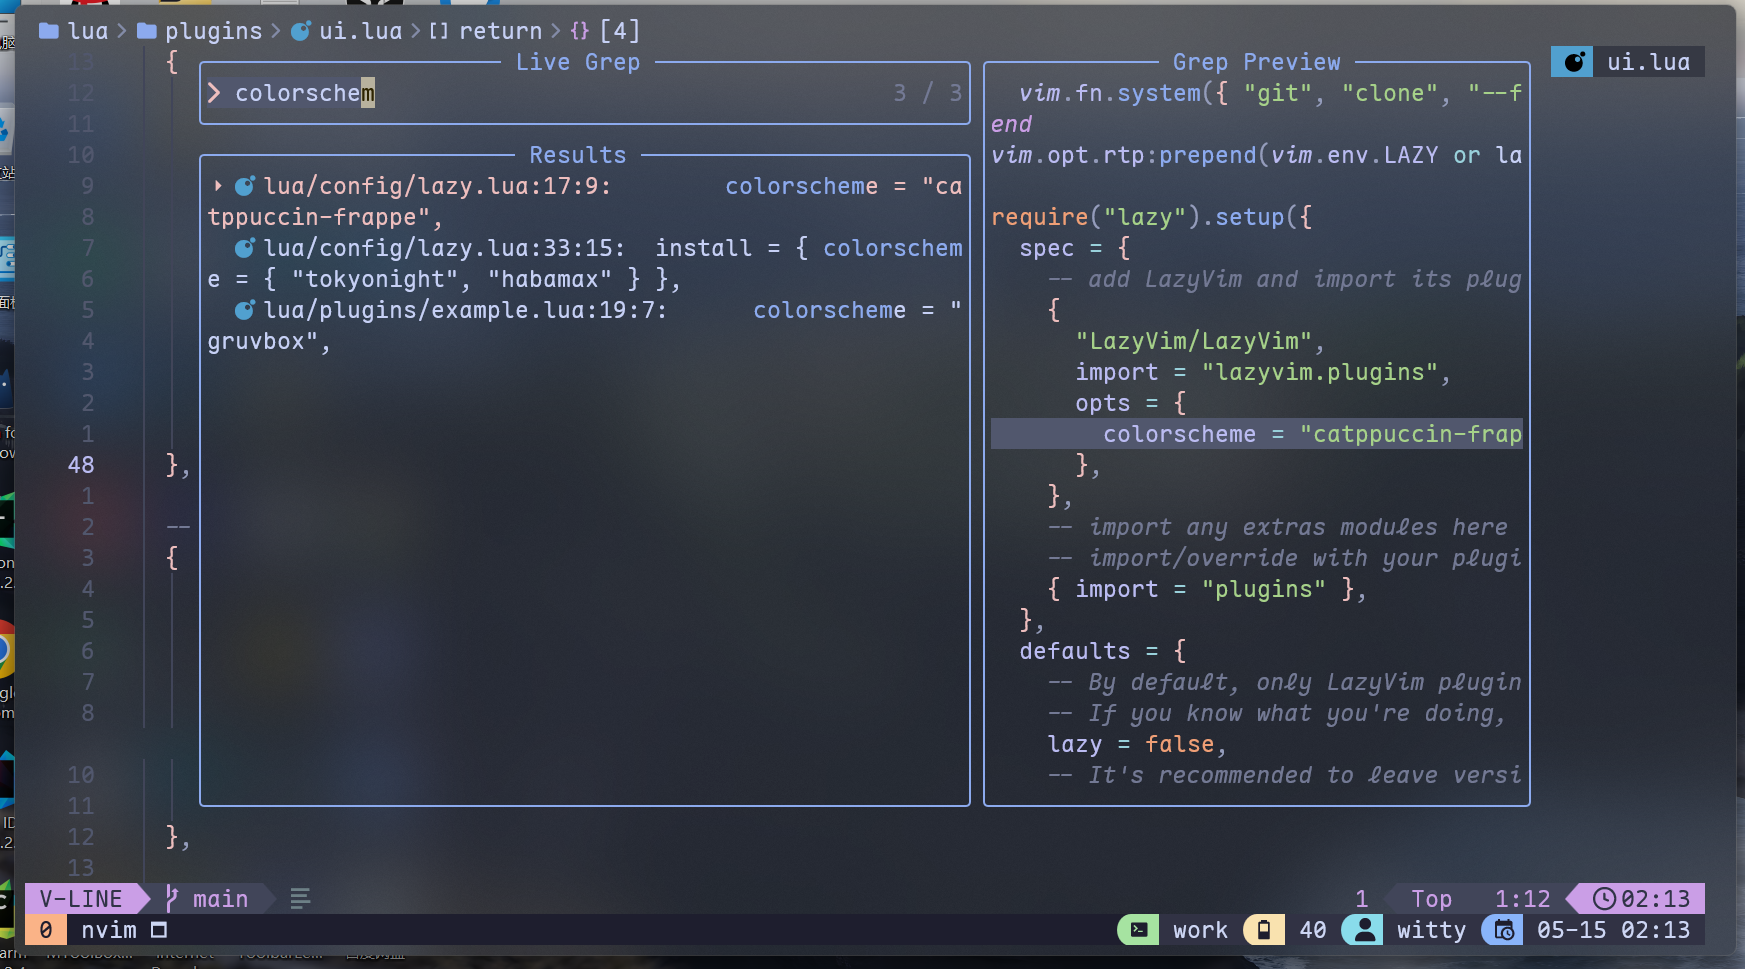 lua > plugins > ui.lua > [] return > {} [4]
ui.lua
13 {
12
11
10
9
8
7
6
5
4
3
2
1
48 },
1
2 --
3 {
4
5
6
7
8
10
11
12 },
13
Live Grep
> colorschem 3 / 3
Results
lua/config/lazy.lua:17:9: colorscheme = "ca
tppuccin-frappe",
lua/config/lazy.lua:33:15: install = { colorschem
e = { "tokyonight", "habamax" } },
lua/plugins/example.lua:19:7: colorscheme = "
gruvbox",
Grep Preview
vim.fn.system({ "git", "clone", "--f
end
vim.opt.rtp:prepend(vim.env.LAZY or la
require("lazy").setup({
spec = {
-- add LazyVim and import its plug
{
"LazyVim/LazyVim",
import = "lazyvim.plugins",
opts = {
colorscheme = "catppuccin-frap
},
},
-- import any extras modules here
-- import/override with your plugi
{ import = "plugins" },
},
defaults = {
-- By default, only LazyVim plugin
-- If you know what you're doing,
lazy = false,
-- It's recommended to leave versi
V-LINE main 1 Top 1:12 02:13
0 nvim work 40 witty 05-15 02:13